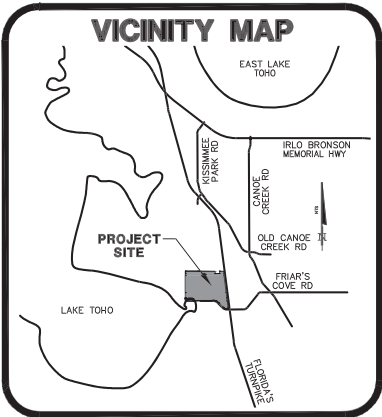 VICINITY MAP
EAST LAKE
TOHO
IRLO BRONSON
MEMORIAL HWY
KISSIMMEE
PARK RD
CANOE
CREEK RD
OLD CANOE
CREEK RD
N
PROJECT
SITE
FRIAR'S
COVE RD
LAKE TOHO
FLORIDA'S
TURNPIKE